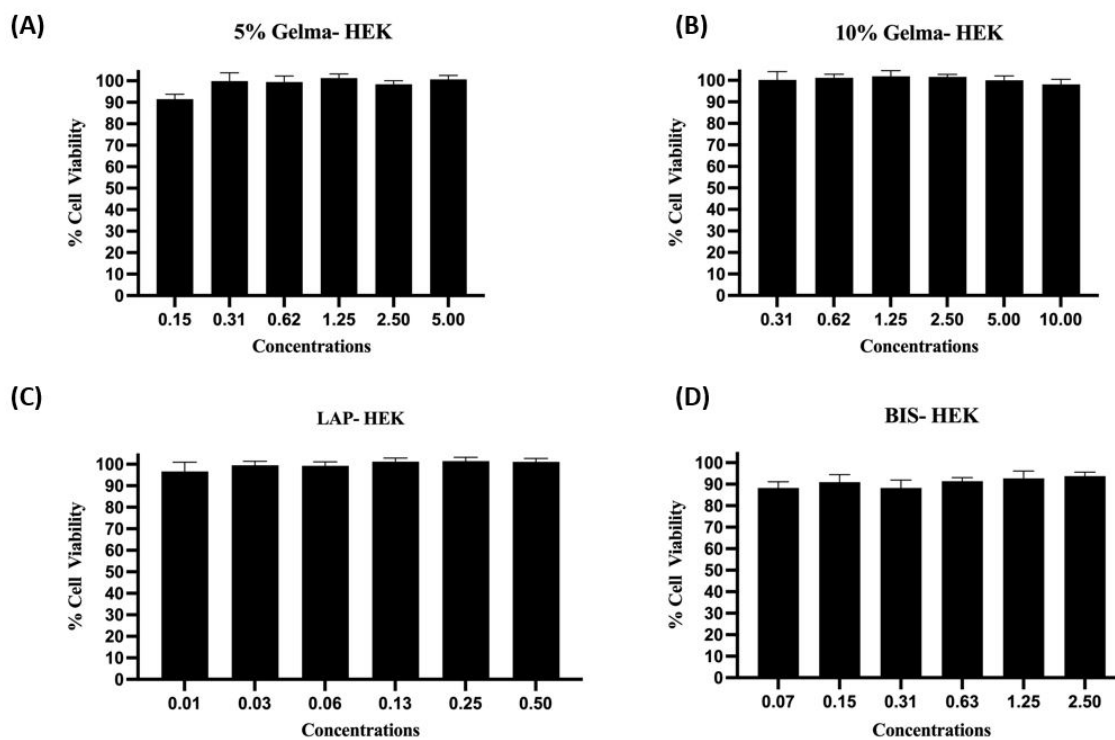 (A)
5% Gelma- HEK
% Cell Viability
100
90
80
70
60
50
40
30
20
10
0
0.15 0.31 0.62 1.25 2.50 5.00
Concentrations
(B)
10% Gelma- HEK
% Cell Viability
100
90
80
70
60
50
40
30
20
10
0
0.31 0.62 1.25 2.50 5.00 10.00
Concentrations
(C)
LAP- HEK
% Cell Viability
100
90
80
70
60
50
40
30
20
10
0
0.01 0.03 0.06 0.13 0.25 0.50
Concentrations
(D)
BIS- HEK
% Cell Viability
100
90
80
70
60
50
40
30
20
10
0
0.07 0.15 0.31 0.63 1.25 2.50
Concentrations